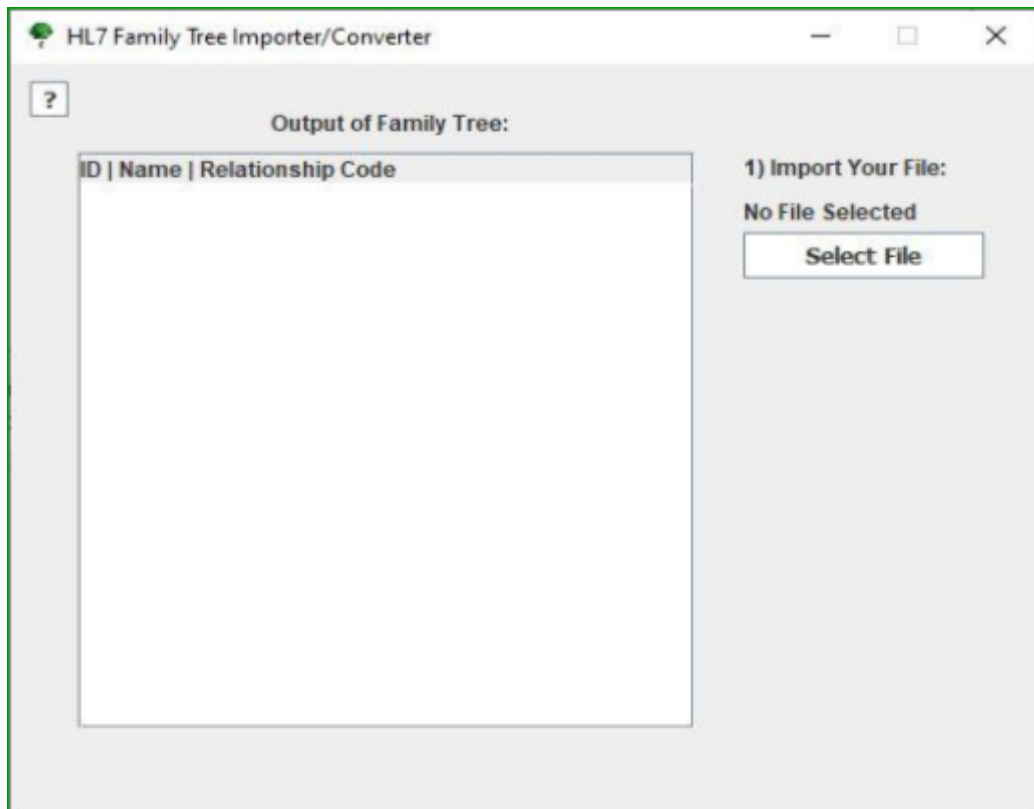 HL7 Family Tree Importer/Converter
?
Output of Family Tree:
ID | Name | Relationship Code
1) Import Your File:
No File Selected
Select File